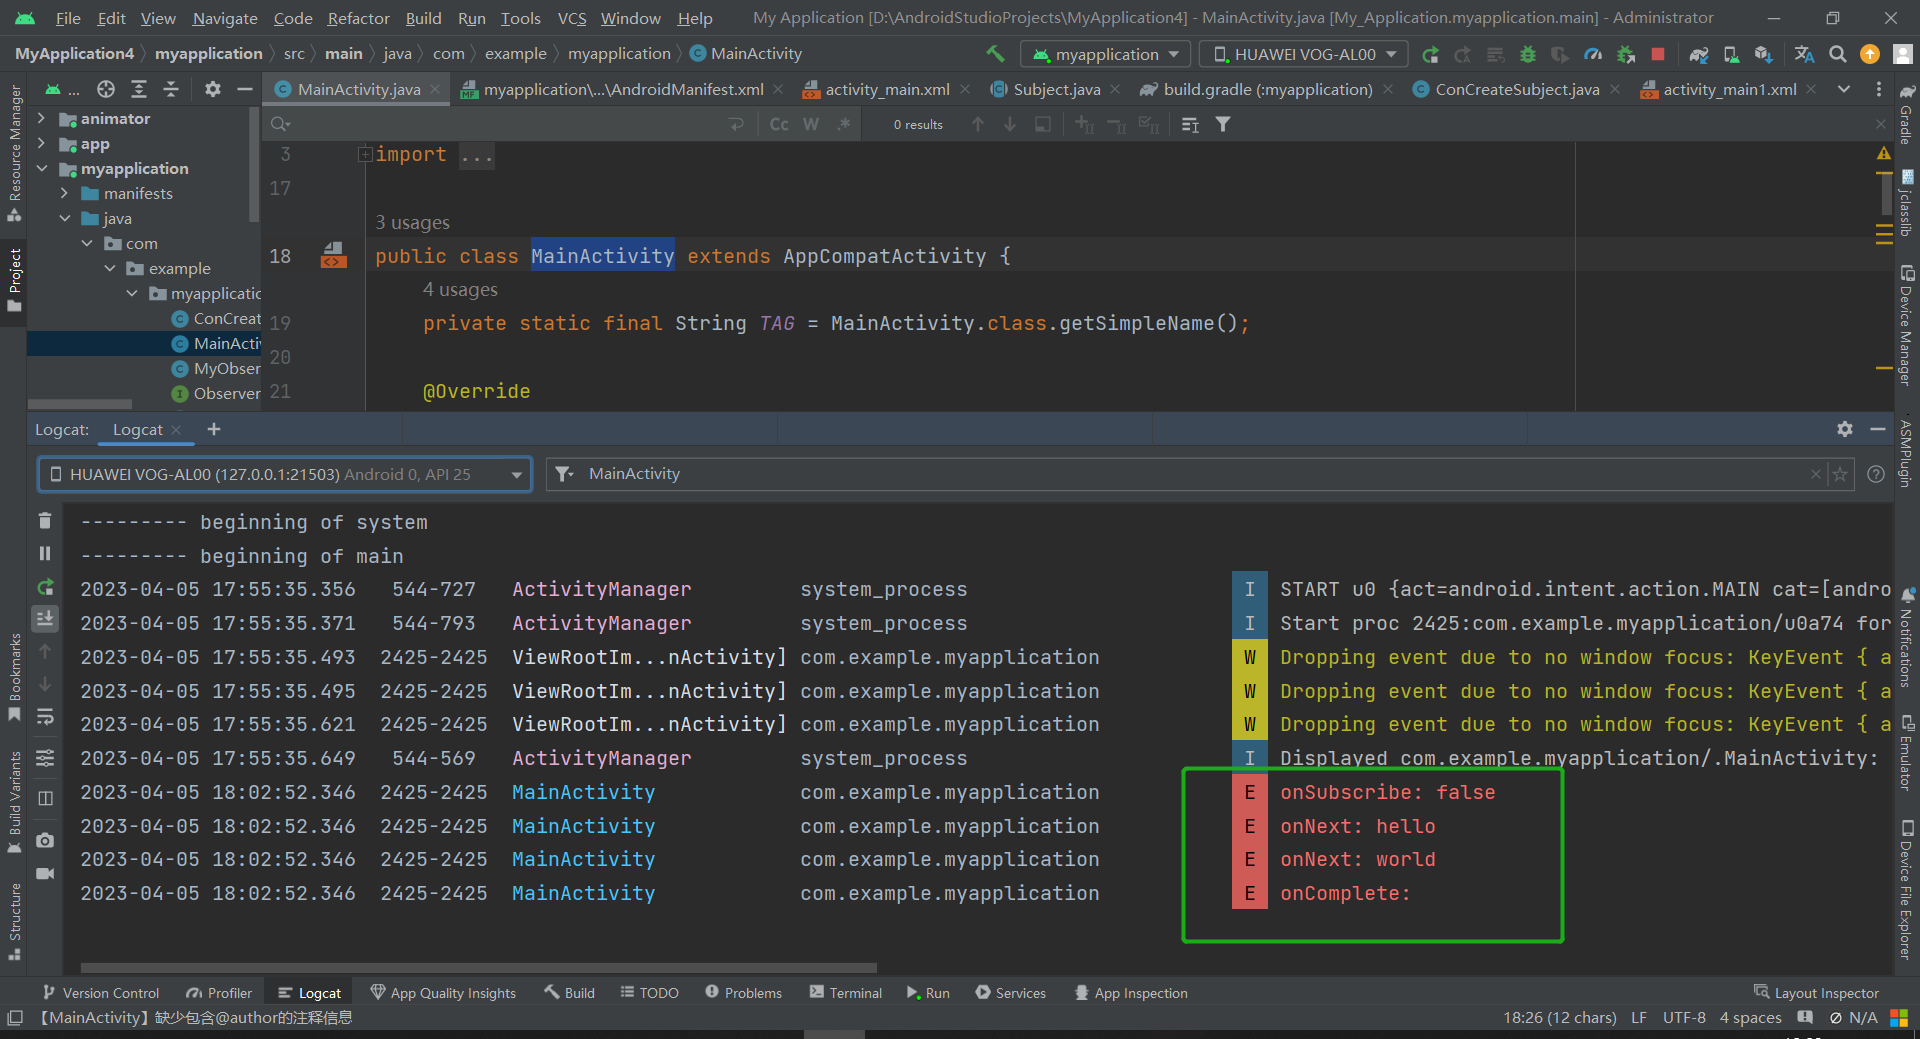 File Edit View Navigate Code Refactor Build Run Tools VCS Window Help My Application [D:\AndroidStudioProjects\MyApplication4] - MainActivity.java [My_Application.myapplication.main] - Administrator
MyApplication4 myapplication src main java com example myapplication MainActivity myapplication HUAWEI VOG-AL00
... MainActivity.java myapplication\...\AndroidManifest.xml activity_main.xml Subject.java build.gradle (:myapplication) ConCreateSubject.java activity_main1.xml
Cc W .* 0 results
animator
app
myapplication
manifests
java
com
example
myapplicatio
ConCreat
MainActiv
MyObser
Observer
3 import ...
17
3 usages
18 public class MainActivity extends AppCompatActivity {
4 usages
19 private static final String TAG = MainActivity.class.getSimpleName();
20
21 @Override
Resource Manager
Project
Bookmarks
Build Variants
Structure
Gradle
jclasslib
Device Manager
ASMPlugin
Notifications
Emulator
Device File Explorer
Logcat: Logcat
HUAWEI VOG-AL00 (127.0.0.1:21503) Android 0, API 25 MainActivity
--------- beginning of system
--------- beginning of main
2023-04-05 17:55:35.356 544-727 ActivityManager system_process I START u0 {act=android.intent.action.MAIN cat=[andro
2023-04-05 17:55:35.371 544-793 ActivityManager system_process I Start proc 2425:com.example.myapplication/u0a74 for
2023-04-05 17:55:35.493 2425-2425 ViewRootIm...nActivity] com.example.myapplication W Dropping event due to no window focus: KeyEvent { a
2023-04-05 17:55:35.495 2425-2425 ViewRootIm...nActivity] com.example.myapplication W Dropping event due to no window focus: KeyEvent { a
2023-04-05 17:55:35.621 2425-2425 ViewRootIm...nActivity] com.example.myapplication W Dropping event due to no window focus: KeyEvent { a
2023-04-05 17:55:35.649 544-569 ActivityManager system_process I Displayed com.example.myapplication/.MainActivity:
2023-04-05 18:02:52.346 2425-2425 MainActivity com.example.myapplication E onSubscribe: false
2023-04-05 18:02:52.346 2425-2425 MainActivity com.example.myapplication E onNext: hello
2023-04-05 18:02:52.346 2425-2425 MainActivity com.example.myapplication E onNext: world
2023-04-05 18:02:52.346 2425-2425 MainActivity com.example.myapplication E onComplete:
Version Control Profiler Logcat App Quality Insights Build TODO Problems Terminal Run Services App Inspection Layout Inspector
【MainActivity】缺少包含@author的注释信息 18:26 (12 chars) LF UTF-8 4 spaces N/A